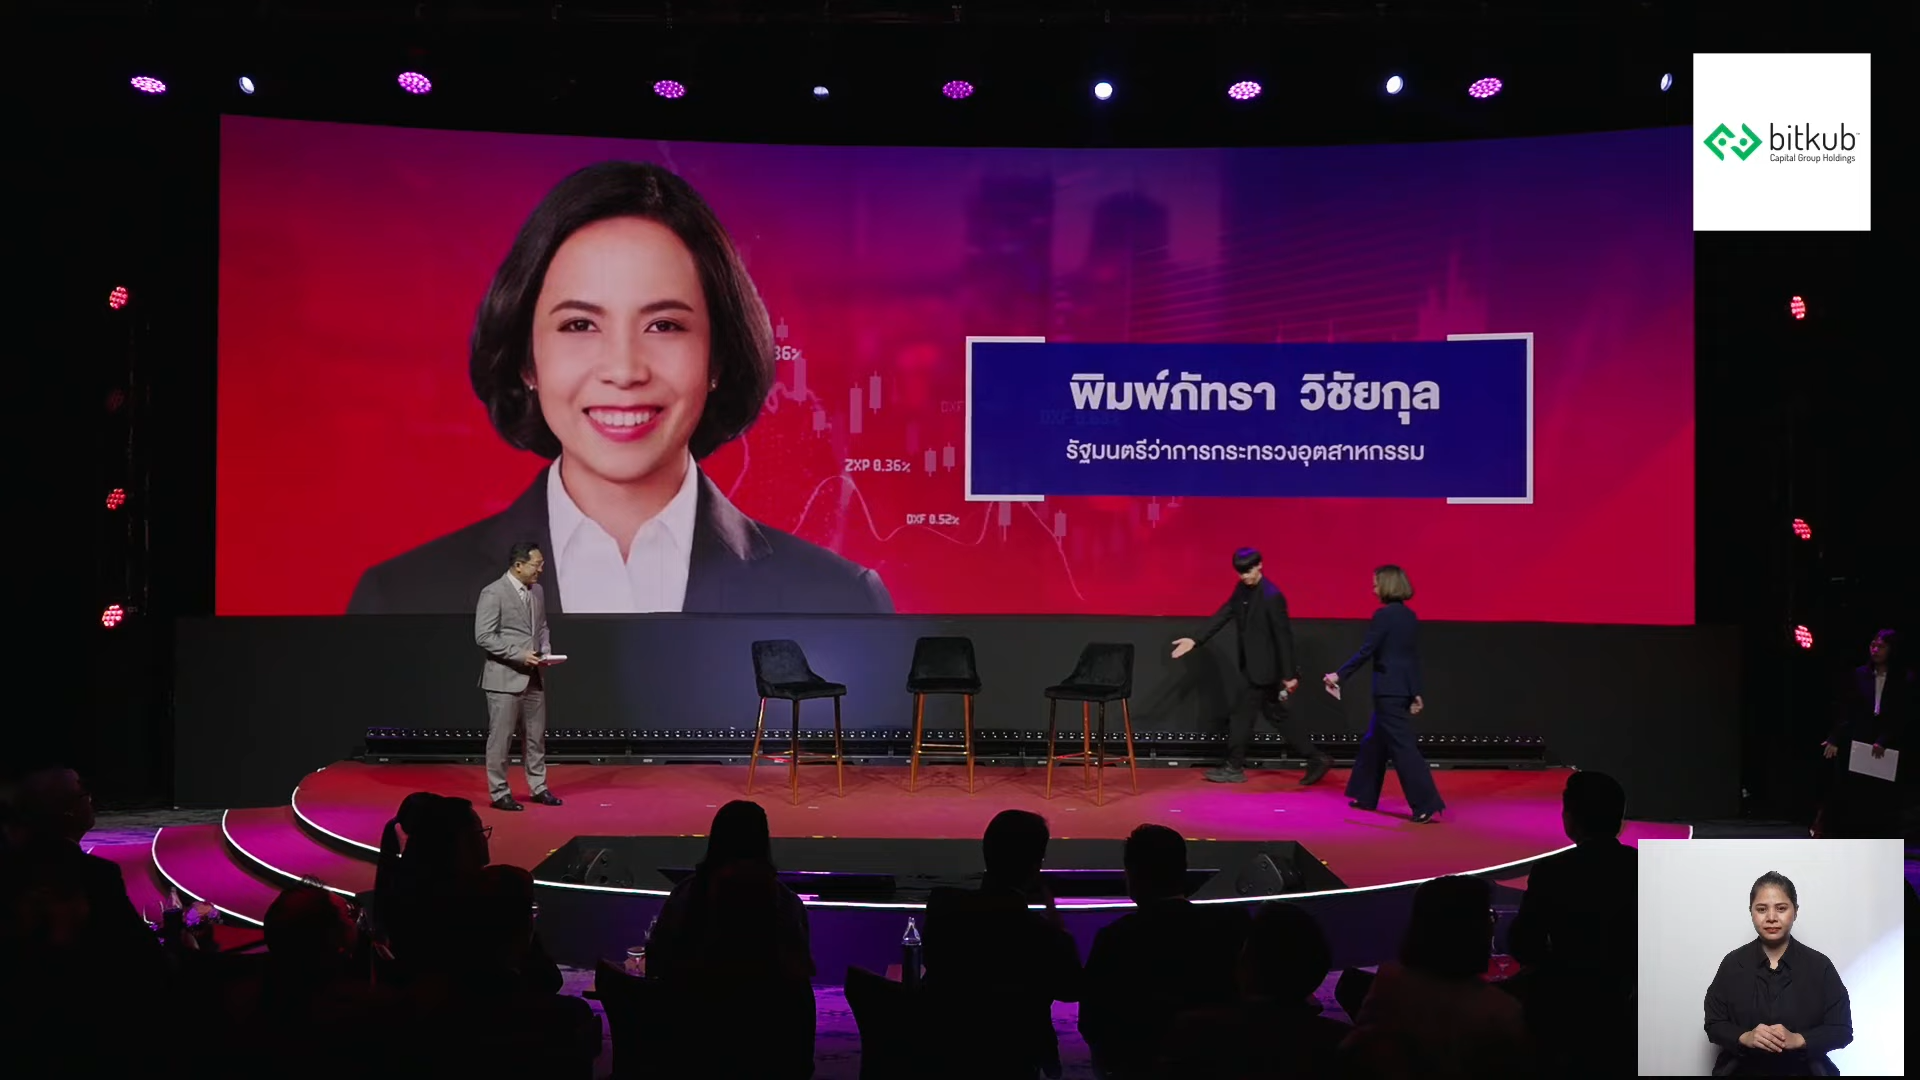 bitkub
Capital Group Holdings
36%
พิมพ์ภัทรา วิชัยกุล
รัฐมนตรีว่าการกระทรวงอุตสาหกรรม
ZXP 0.36%
DXF 0.52%